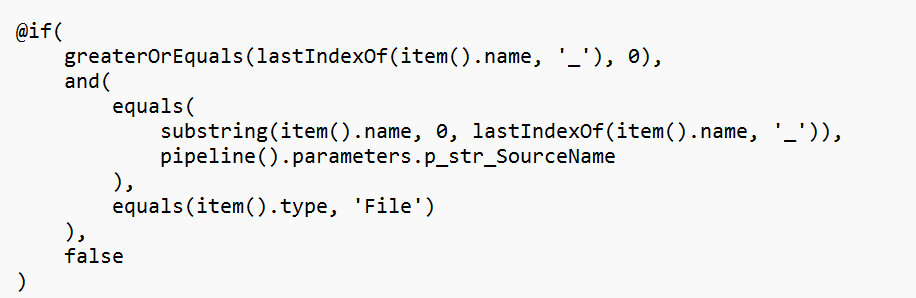 @if(
    greaterOrEquals(lastIndexOf(item().name, '_'), 0),
    and(
        equals(
            substring(item().name, 0, lastIndexOf(item().name, '_')),
            pipeline().parameters.p_str_SourceName
        ),
        equals(item().type, 'File')
    ),
    false
)